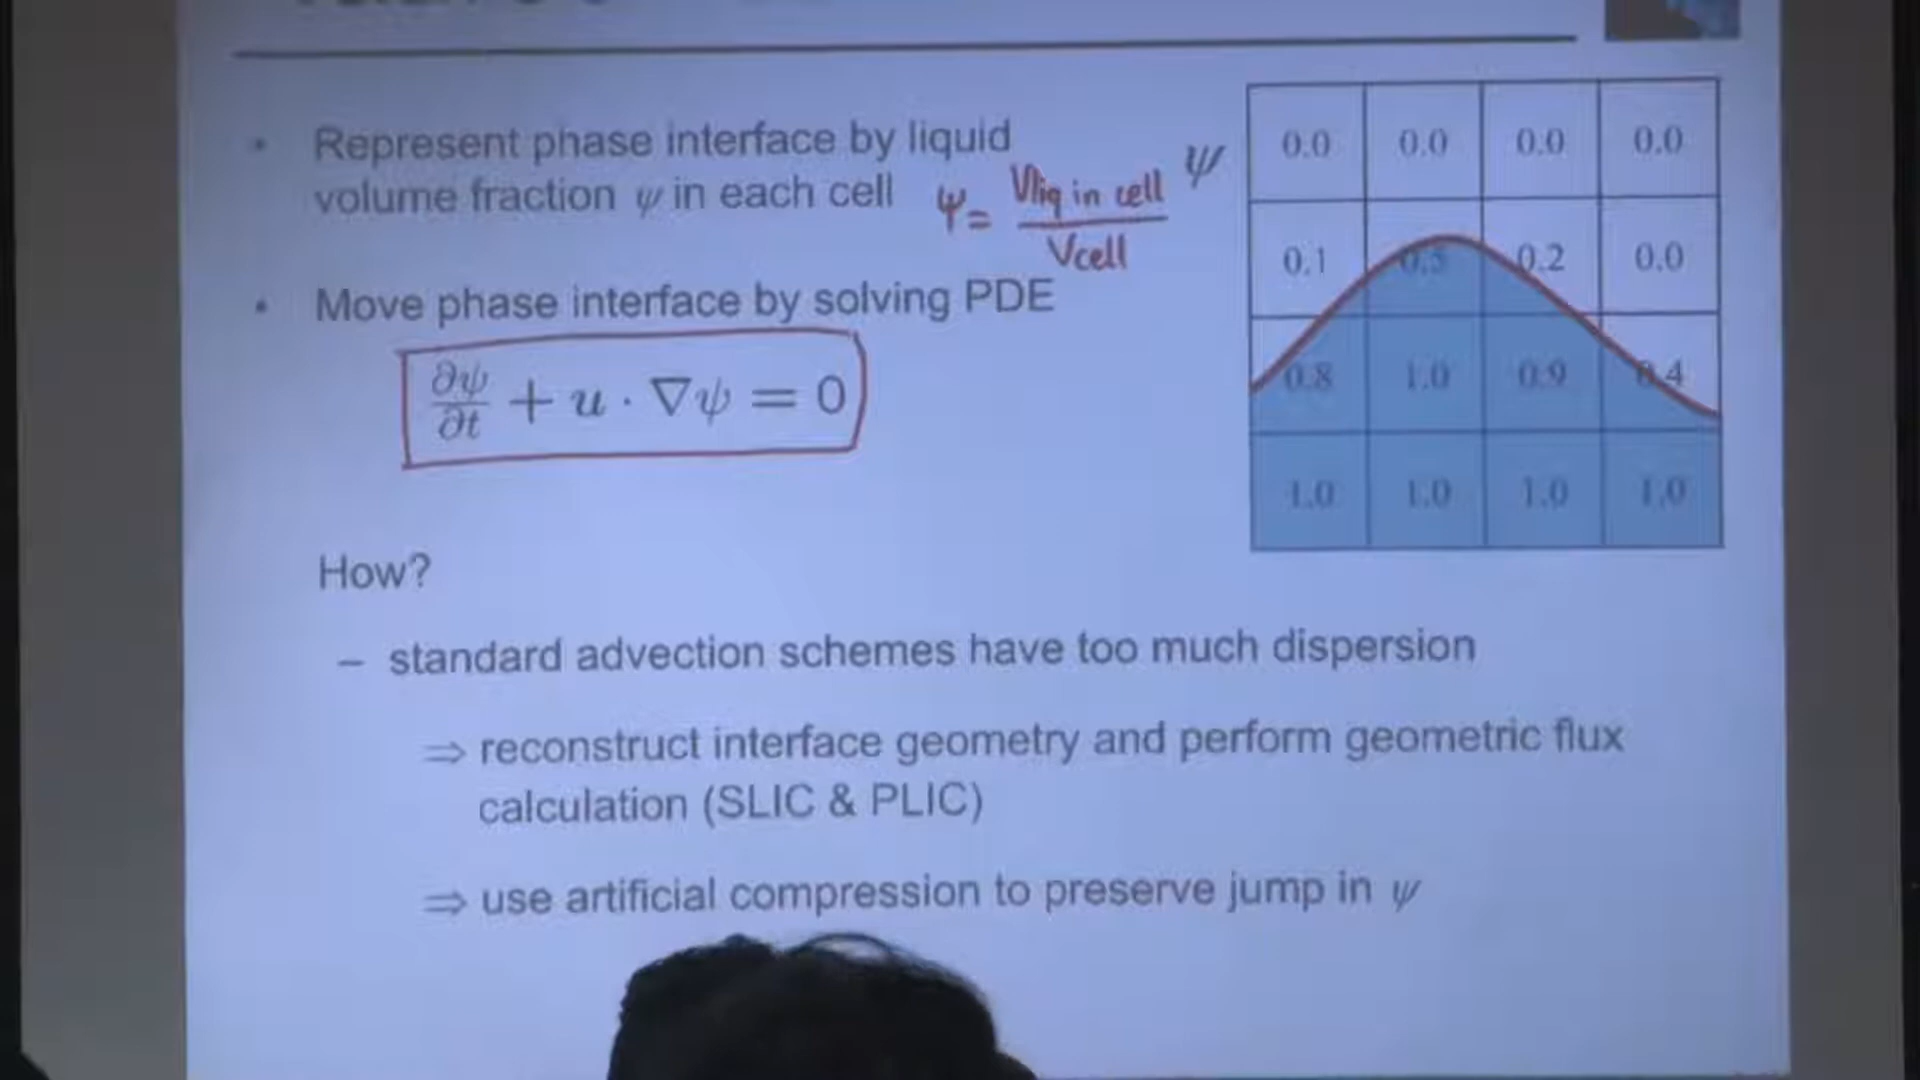 • Represent phase interface by liquid
volume fraction ψ in each cell
ψ = Vliq in cell / Vcell
ψ
• Move phase interface by solving PDE
∂ψ/∂t + u · ∇ψ = 0
0.0 0.0 0.0 0.0
0.1 0.5 0.2 0.0
0.8 1.0 0.9 0.4
1.0 1.0 1.0 1.0
How?
– standard advection schemes have too much dispersion
⇒ reconstruct interface geometry and perform geometric flux
calculation (SLIC & PLIC)
⇒ use artificial compression to preserve jump in ψ